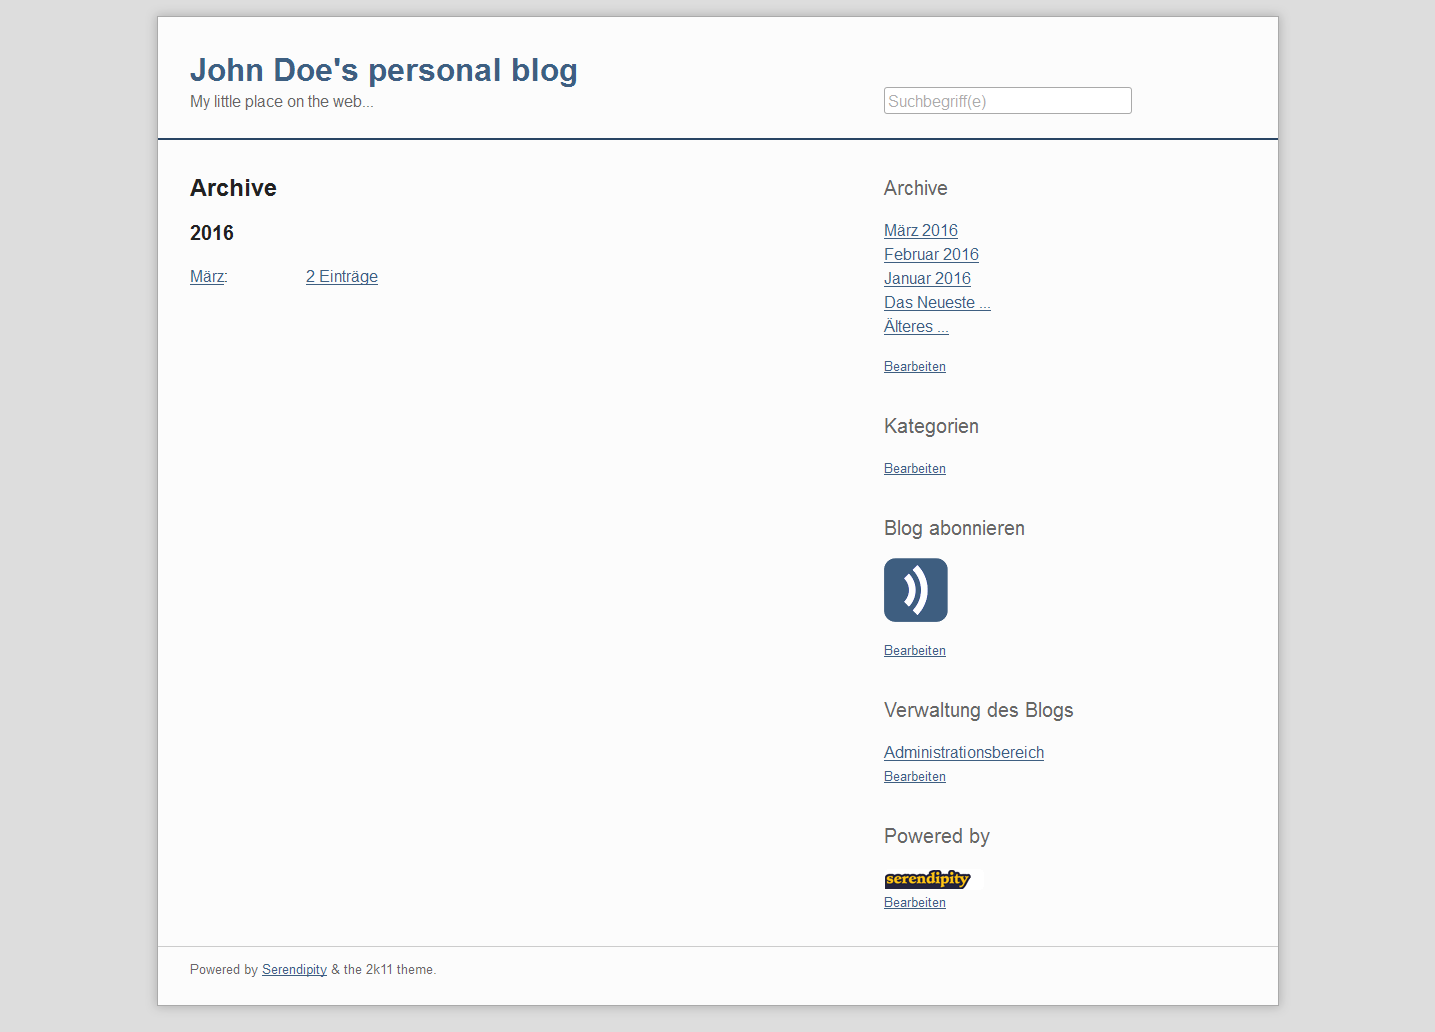 John Doe's personal blog
My little place on the web...
Suchbegriff(e)
Archive
2016
März: 2 Einträge
Archive
März 2016
Februar 2016
Januar 2016
Das Neueste ...
Älteres ...
Bearbeiten
Kategorien
Bearbeiten
Blog abonnieren
Bearbeiten
Verwaltung des Blogs
Administrationsbereich
Bearbeiten
Powered by
serendipity
Bearbeiten
Powered by Serendipity & the 2k11 theme.